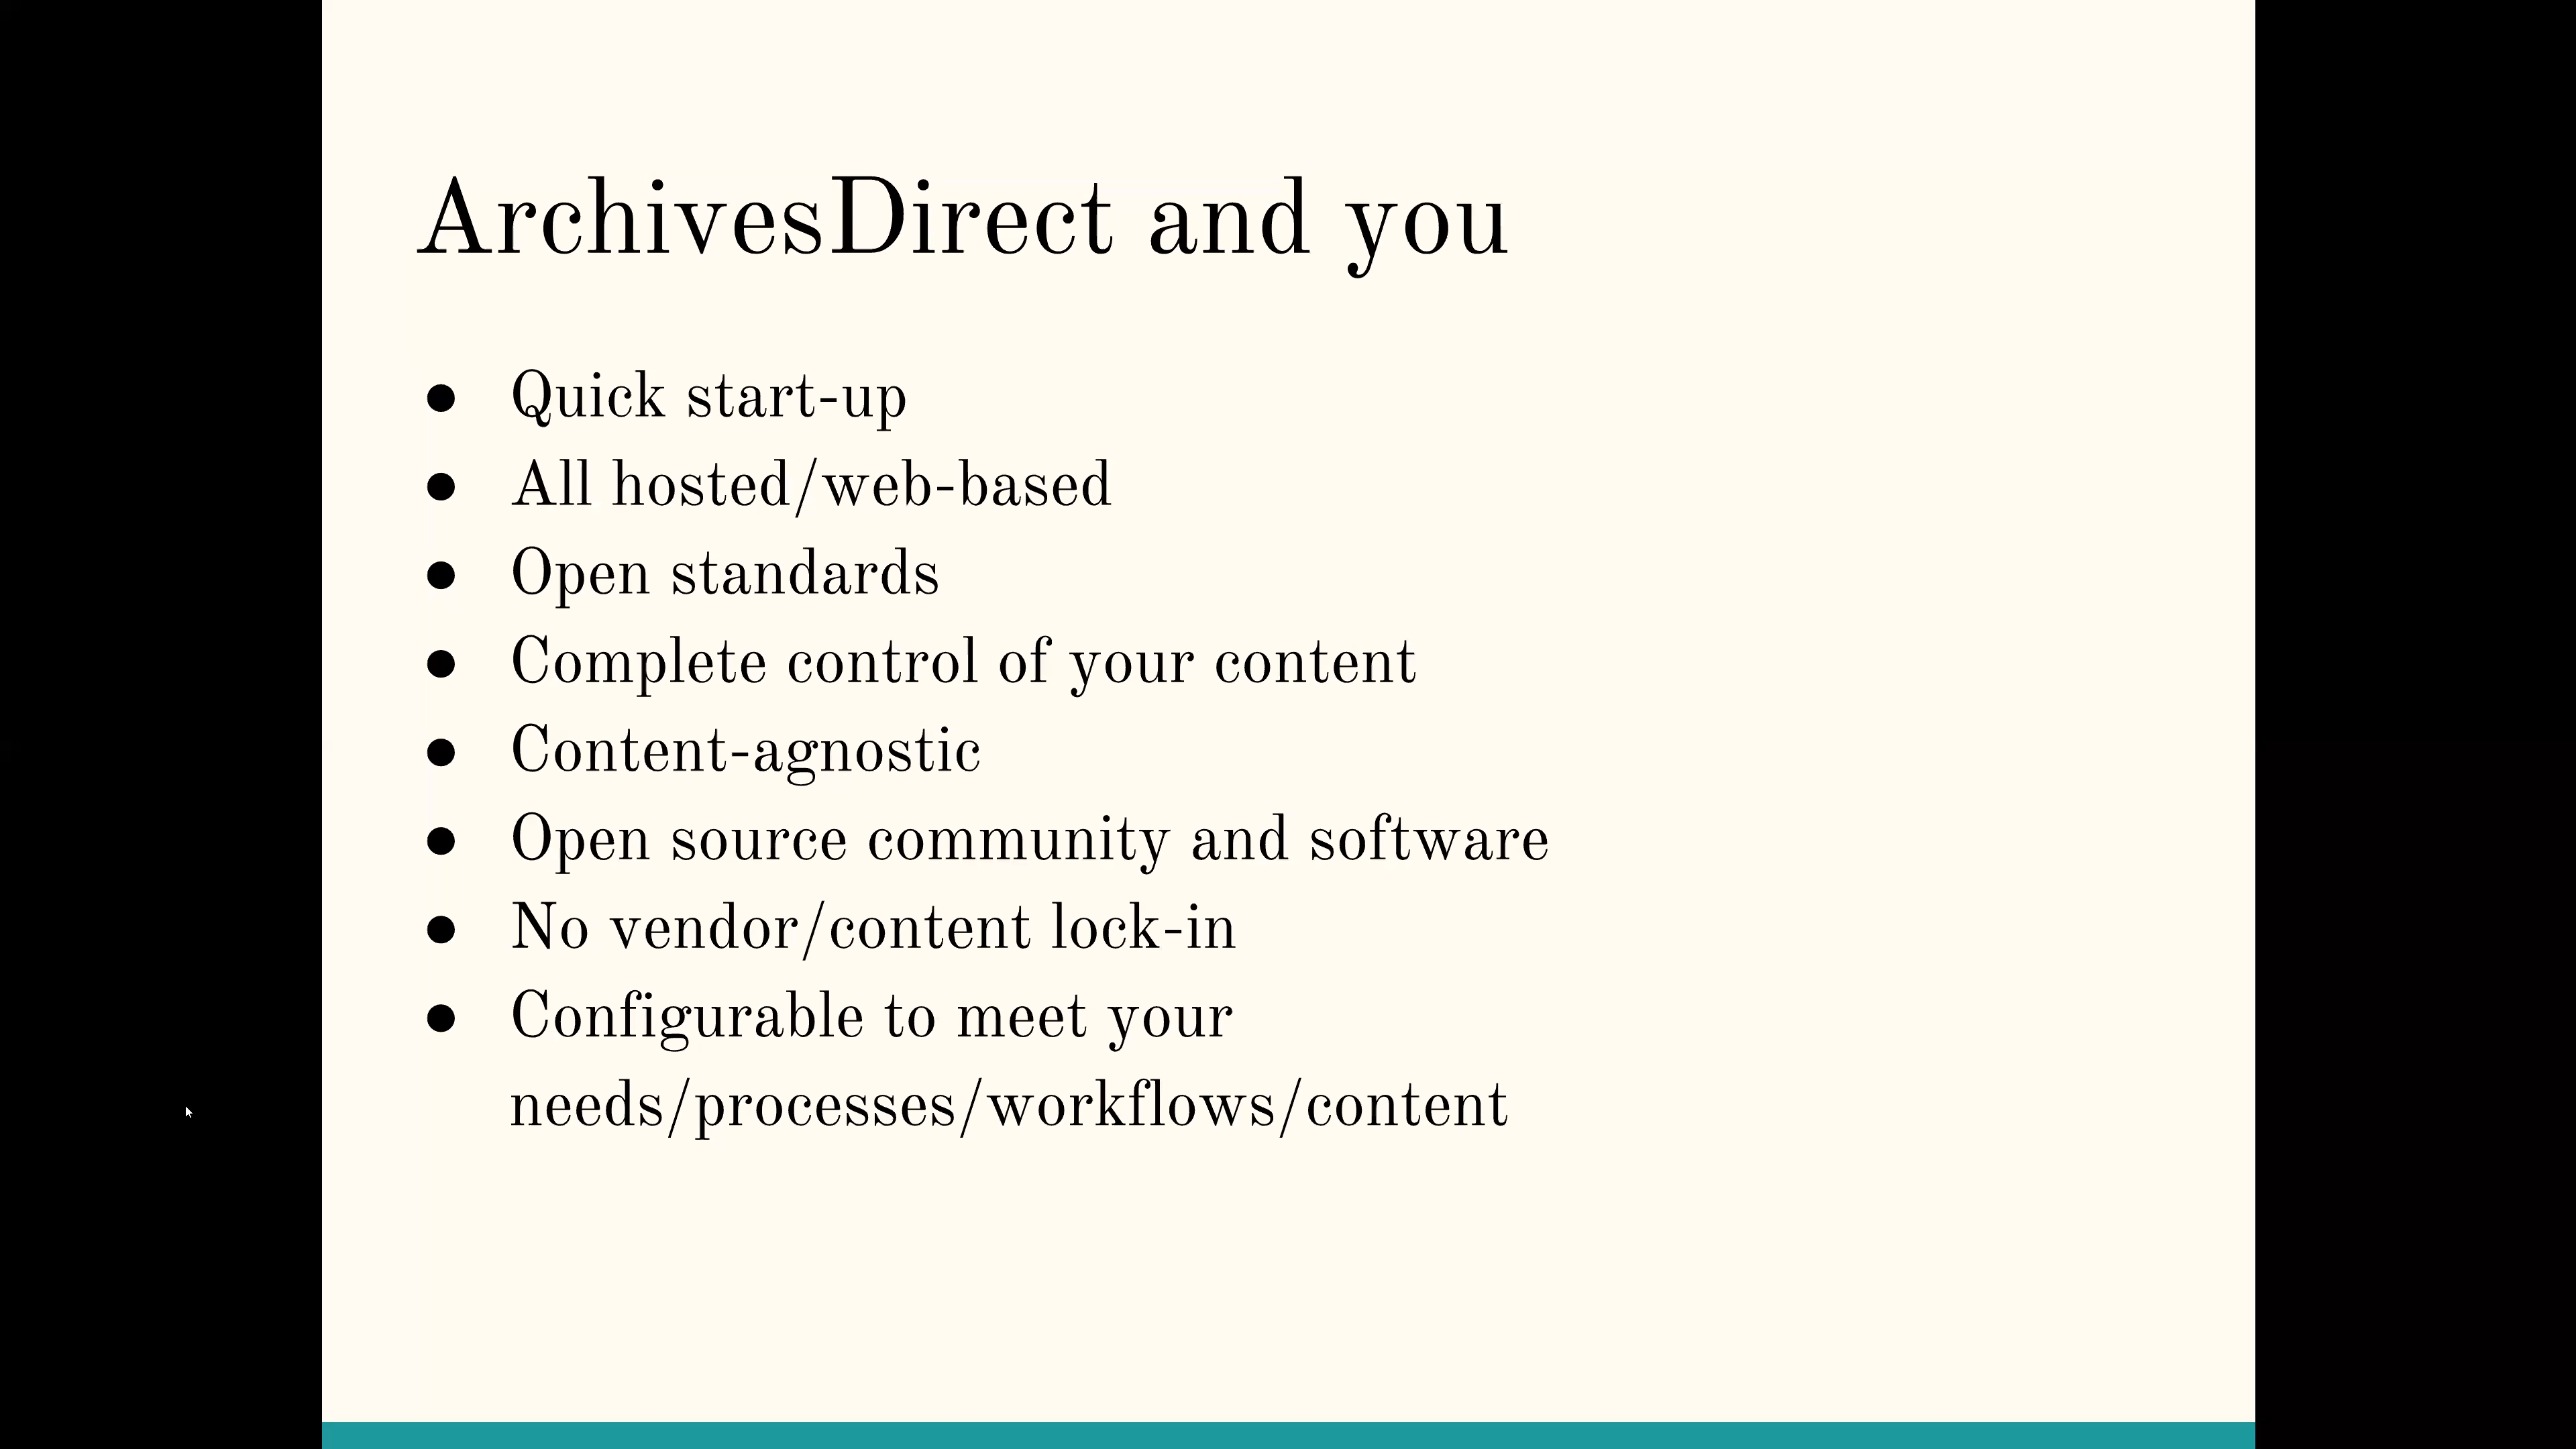 ArchivesDirect and you
● Quick start-up
● All hosted/web-based
● Open standards
● Complete control of your content
● Content-agnostic
● Open source community and software
● No vendor/content lock-in
● Configurable to meet your
needs/processes/workflows/content